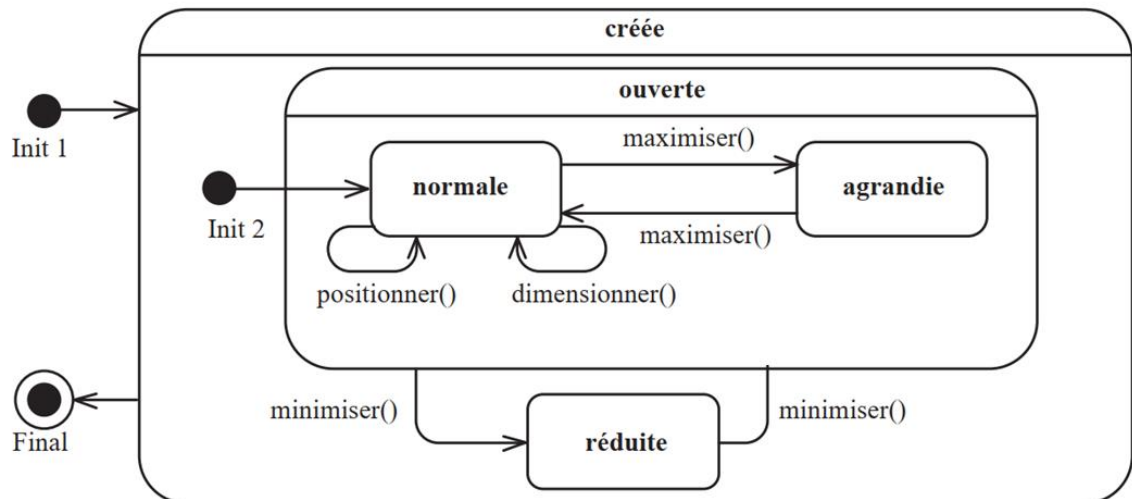 créée
ouverte
Init 1
maximiser()
normale
agrandie
Init 2
maximiser()
positionner()
dimensionner()
minimiser()
minimiser()
Final
réduite